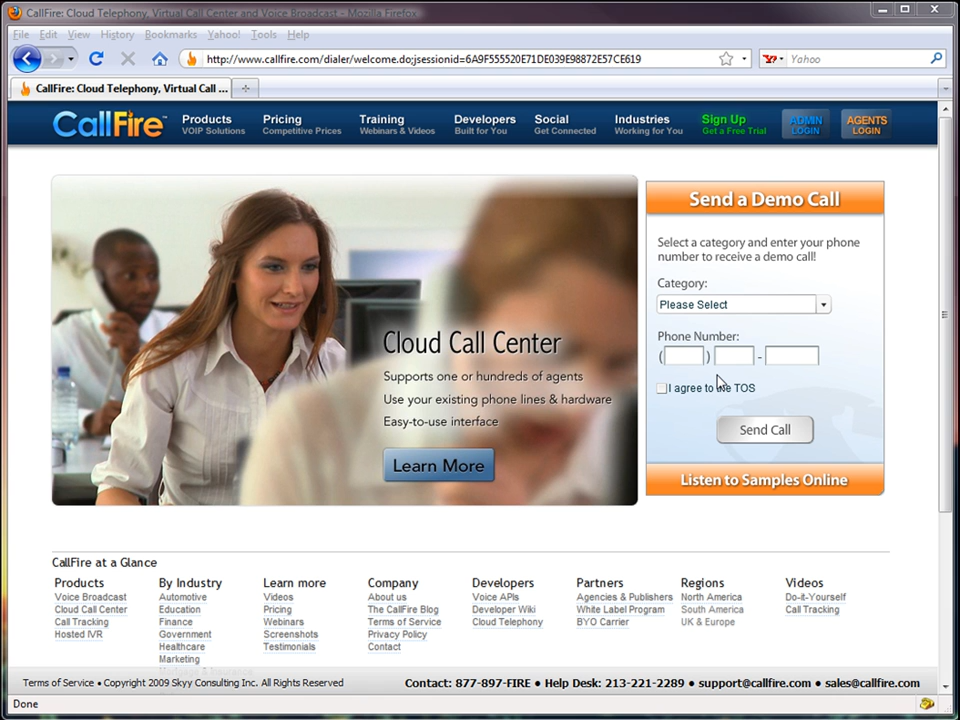 CallFire: Cloud Telephony, Virtual Call Center and Voice Broadcast - Mozilla Firefox
File Edit View History Bookmarks Yahoo! Tools Help
http://www.callfire.com/dialer/welcome.do;jsessionid=6A9F555520E71DE039E98872E57CE619
Yahoo
CallFire: Cloud Telephony, Virtual Call ...
CallFire
Products Pricing Training Developers Social Industries Sign Up ADMIN AGENTS
VOIP Solutions Competitive Prices Webinars & Videos Built for You Get Connected Working for You Get a Free Trial LOGIN LOGIN
Send a Demo Call
Select a category and enter your phone
number to receive a demo call!
Category:
Please Select
Phone Number:
( ) -
I agree to the TOS
Send Call
Listen to Samples Online
Cloud Call Center
Supports one or hundreds of agents
Use your existing phone lines & hardware
Easy-to-use interface
Learn More
CallFire at a Glance
Products By Industry Learn more Company Developers Partners Regions Videos
Voice Broadcast Automotive Videos About us Voice APIs Agencies & Publishers North America Do-it-Yourself
Cloud Call Center Education Pricing The CallFire Blog Developer Wiki White Label Program South America Call Tracking
Call Tracking Finance Webinars Terms of Service Cloud Telephony BYO Carrier UK & Europe
Hosted IVR Government Screenshots Privacy Policy
Healthcare Testimonials Contact
Marketing
Terms of Service • Copyright 2009 Skyy Consulting Inc. All Rights Reserved Contact: 877-897-FIRE • Help Desk: 213-221-2289 • support@callfire.com • sales@callfire.com
Done